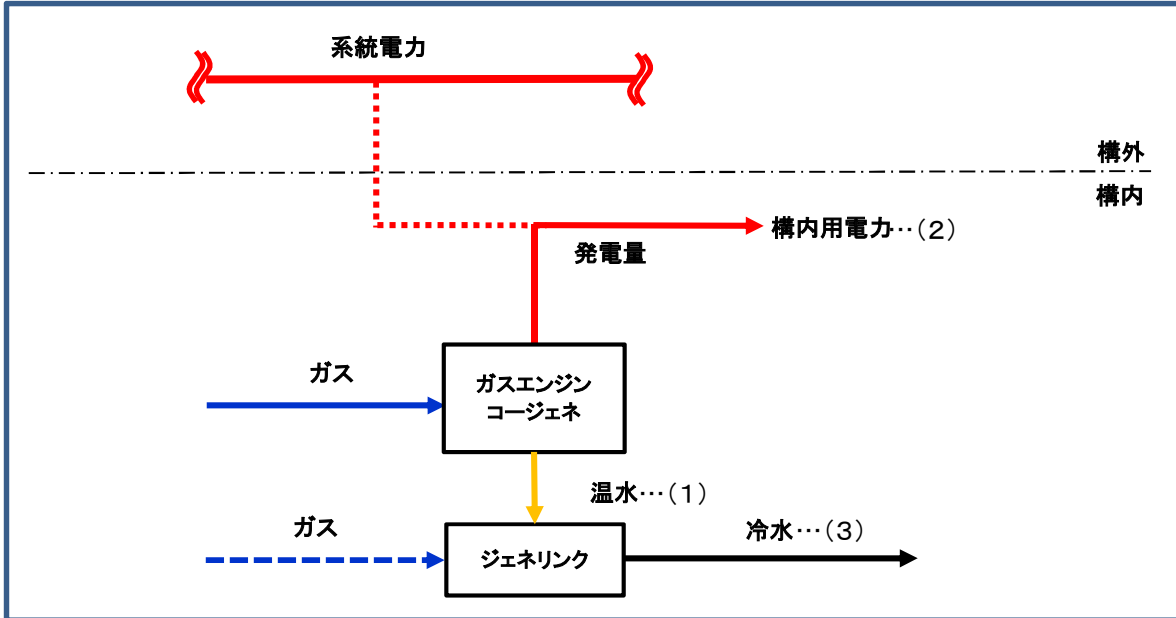 系統電力
構外
構内
構内用電力…(2)
発電量
ガス
ガスエンジン
コージェネ
温水…(1)
ガス
ジェネリンク
冷水…(3)